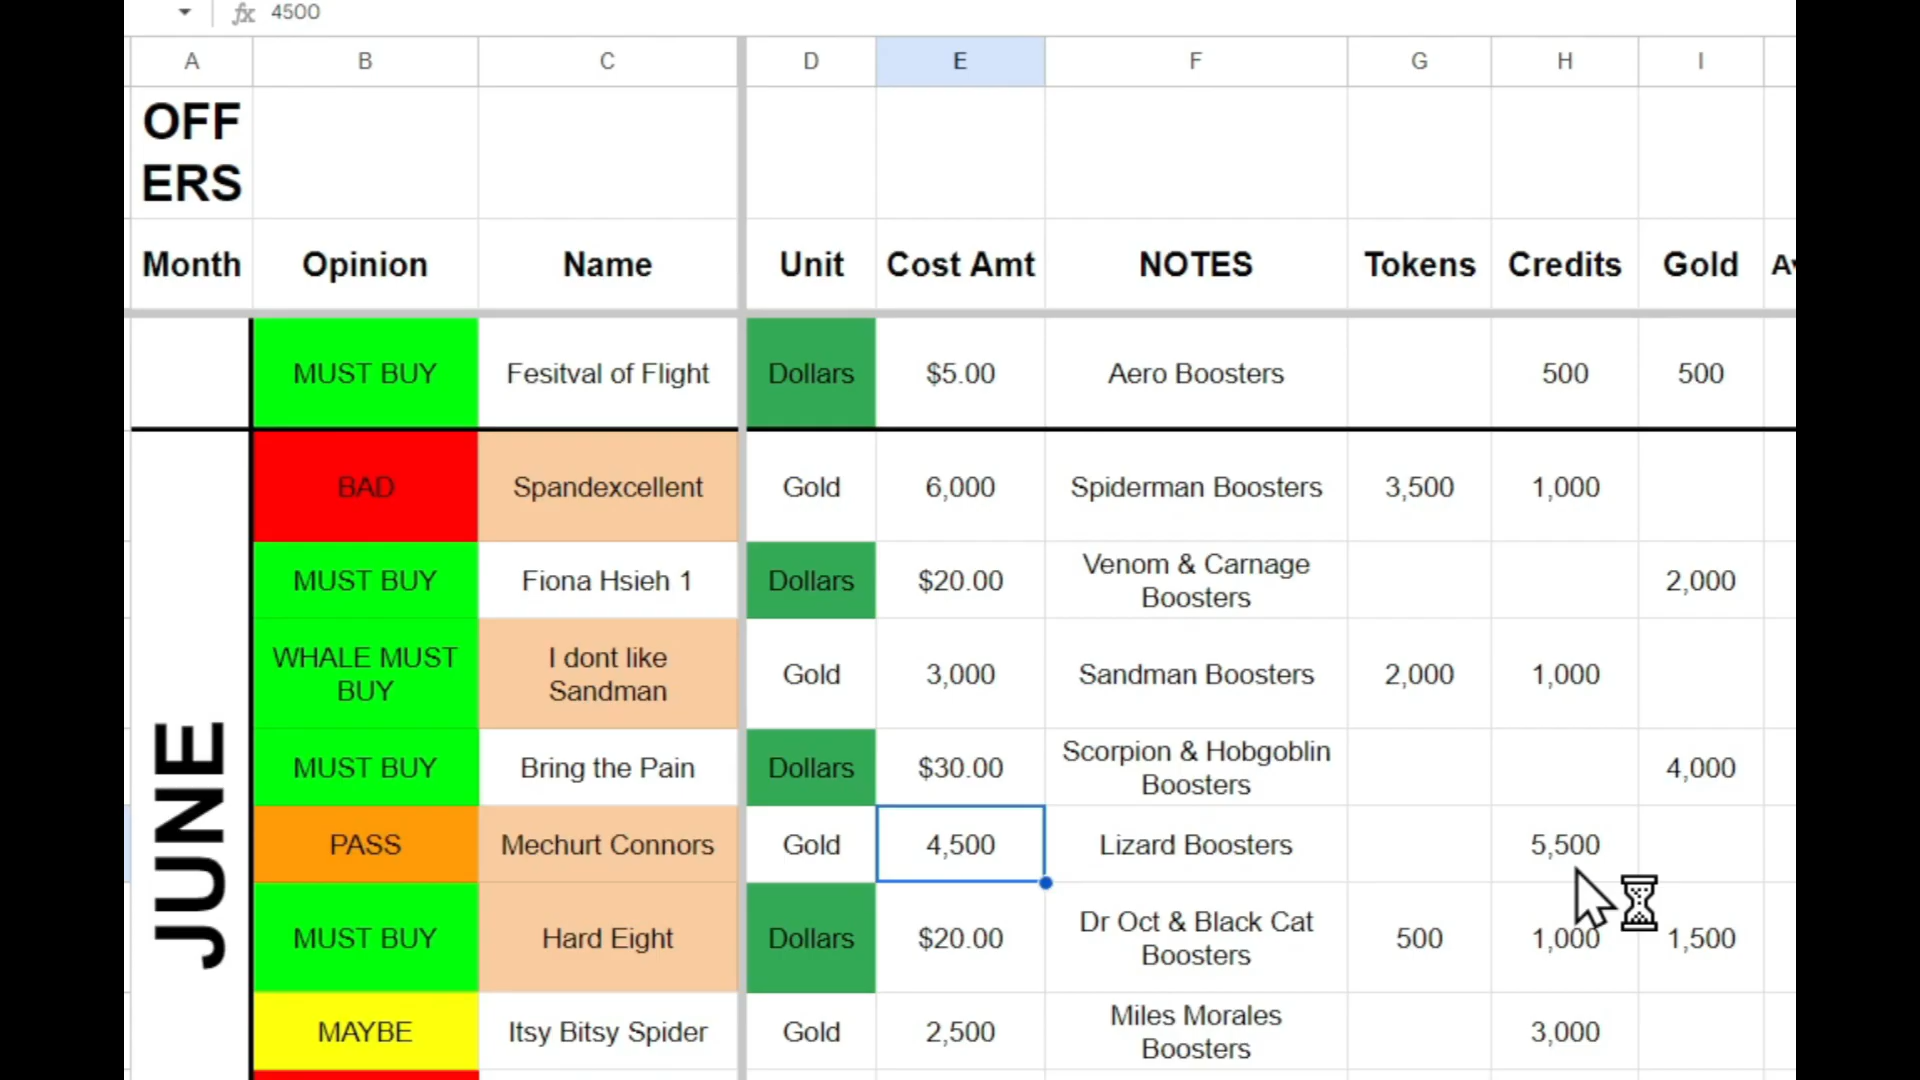 fx 4500
A B C D E F G H I
OFF
ERS
Month Opinion Name Unit Cost Amt NOTES Tokens Credits Gold
MUST BUY Fesitval of Flight Dollars $5.00 Aero Boosters 500 500
JUNE
BAD Spandexcellent Gold 6,000 Spiderman Boosters 3,500 1,000
MUST BUY Fiona Hsieh 1 Dollars $20.00 Venom & Carnage
Boosters 2,000
WHALE MUST
BUY I dont like
Sandman Gold 3,000 Sandman Boosters 2,000 1,000
MUST BUY Bring the Pain Dollars $30.00 Scorpion & Hobgoblin
Boosters 4,000
PASS Mechurt Connors Gold 4,500 Lizard Boosters 5,500
MUST BUY Hard Eight Dollars $20.00 Dr Oct & Black Cat
Boosters 500 1,000 1,500
MAYBE Itsy Bitsy Spider Gold 2,500 Miles Morales
Boosters 3,000